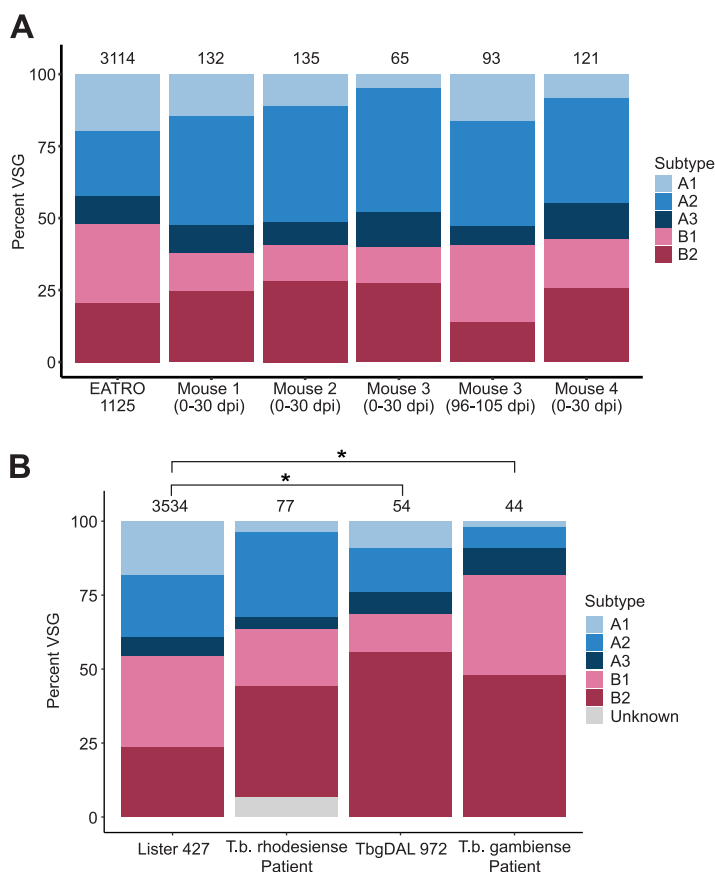 A
3114 132 135 65 93 121
100
75
50
25
0
Percent VSG
EATRO
1125
Mouse 1
(0-30 dpi)
Mouse 2
(0-30 dpi)
Mouse 3
(0-30 dpi)
Mouse 3
(96-105 dpi)
Mouse 4
(0-30 dpi)
Subtype
A1
A2
A3
B1
B2
B
*
*
3534 77 54 44
100
75
50
25
0
Percent VSG
Lister 427
T.b. rhodesiense
Patient
TbgDAL 972
T.b. gambiense
Patient
Subtype
A1
A2
A3
B1
B2
Unknown